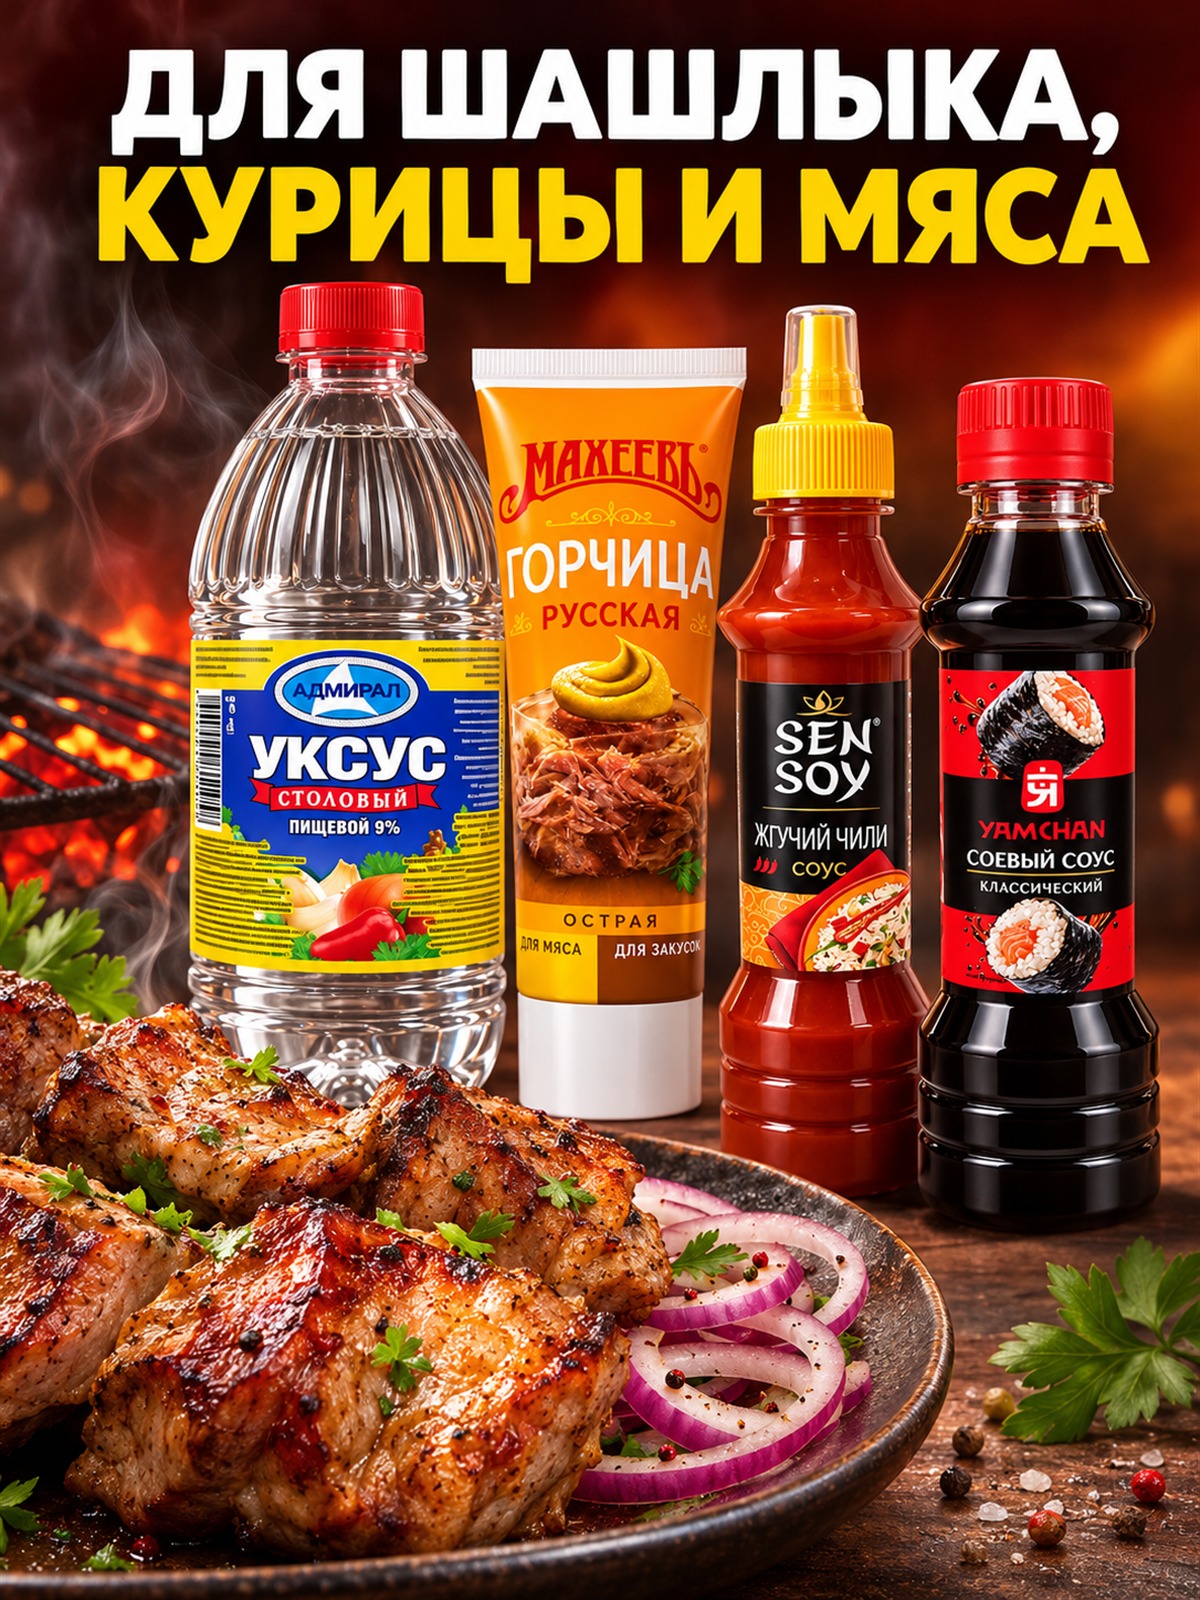 ДЛЯ ШАШЛЫКА,
КУРИЦЫ И МЯСА
АДМИРАЛ
УКСУС
СТОЛОВЫЙ
ПИЩЕВОЙ 9%
МАХЕЕВЪ®
ГОРЧИЦА
РУССКАЯ
ОСТРАЯ
ДЛЯ МЯСА
ДЛЯ ЗАКУСОК
SEN
SOY®
ЖГУЧИЙ ЧИЛИ
СОУС
YAMCHAN
СОЕВЫЙ СОУС
КЛАССИЧЕСКИЙ